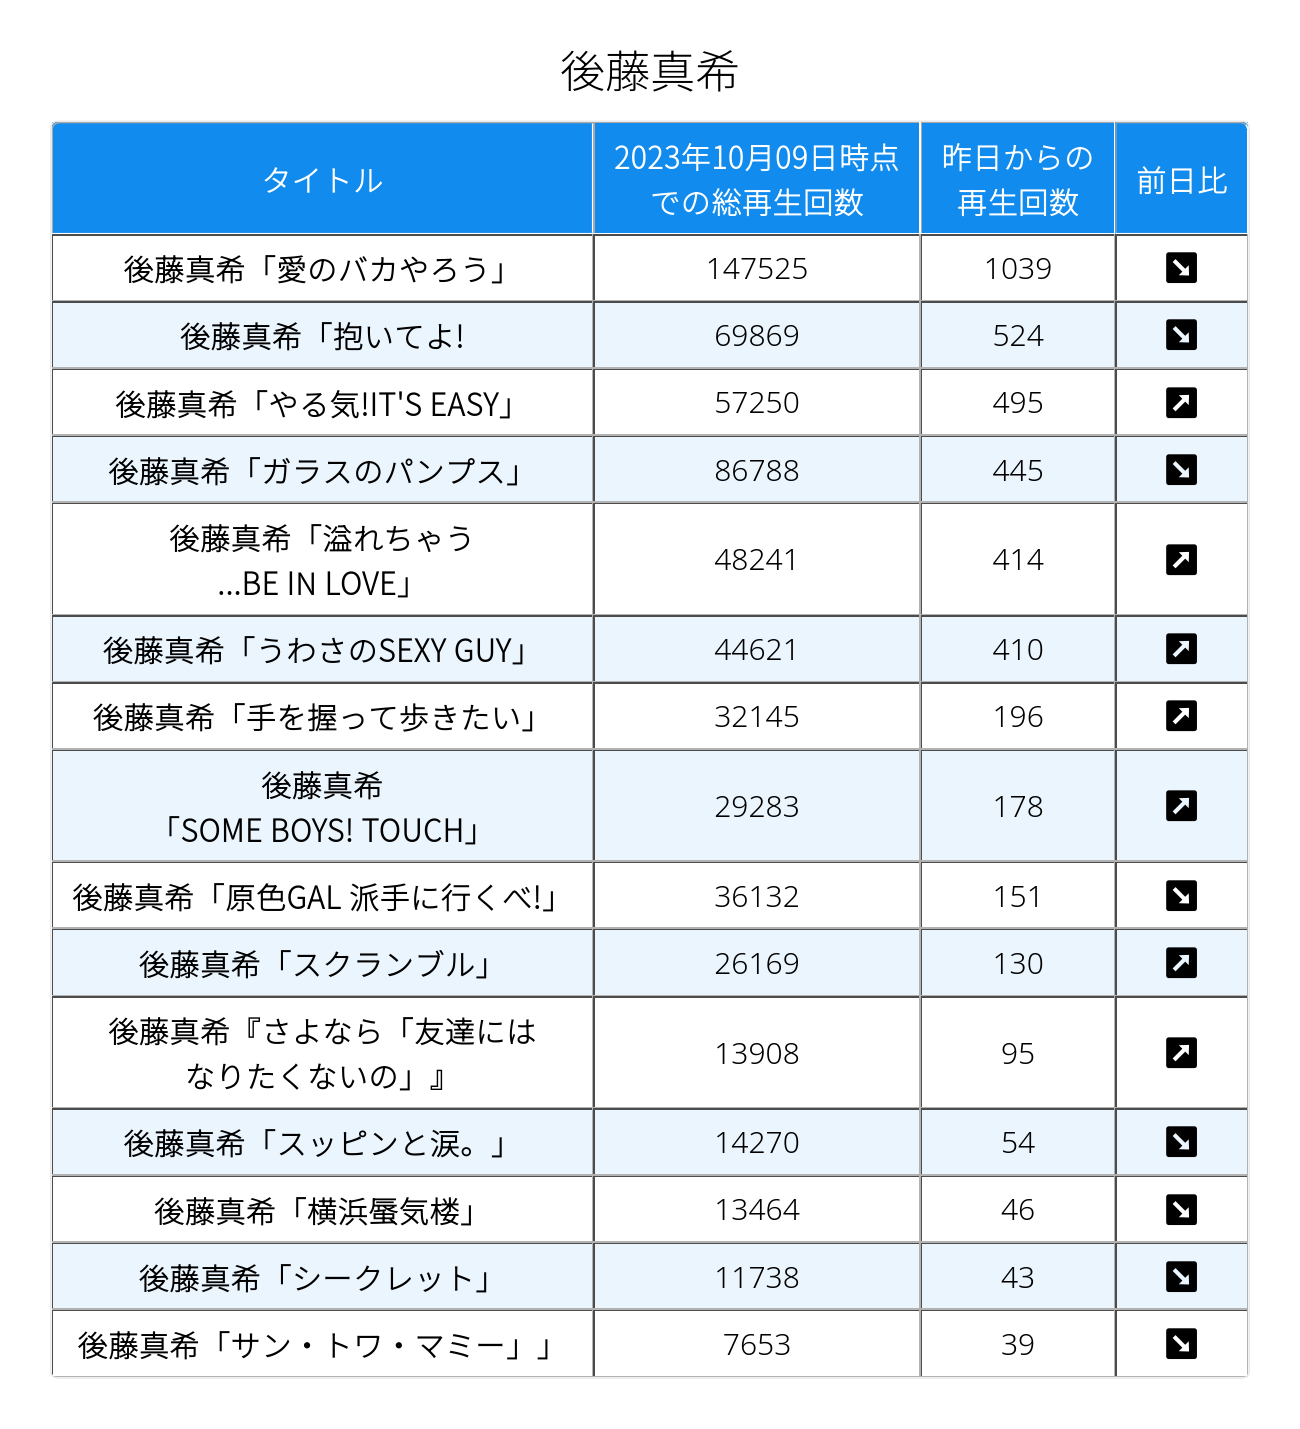 後藤真希
タイトル
2023年10月09日時点
での総再生回数
昨日からの
再生回数
前日比
後藤真希「愛のバカやろう」 147525 1039 ↘
後藤真希「抱いてよ! 69869 524 ↘
後藤真希「やる気!IT'S EASY」 57250 495 ↗
後藤真希「ガラスのパンプス」 86788 445 ↘
後藤真希「溢れちゃう
...BE IN LOVE」 48241 414 ↗
後藤真希「うわさのSEXY GUY」 44621 410 ↗
後藤真希「手を握って歩きたい」 32145 196 ↗
後藤真希
「SOME BOYS! TOUCH」 29283 178 ↗
後藤真希「原色GAL 派手に行くべ!」 36132 151 ↘
後藤真希「スクランブル」 26169 130 ↗
後藤真希『さよなら「友達には
なりたくないの」』 13908 95 ↗
後藤真希「スッピンと涙。」 14270 54 ↘
後藤真希「横浜蜃気楼」 13464 46 ↘
後藤真希「シークレット」 11738 43 ↘
後藤真希「サン・トワ・マミー」」 7653 39 ↘